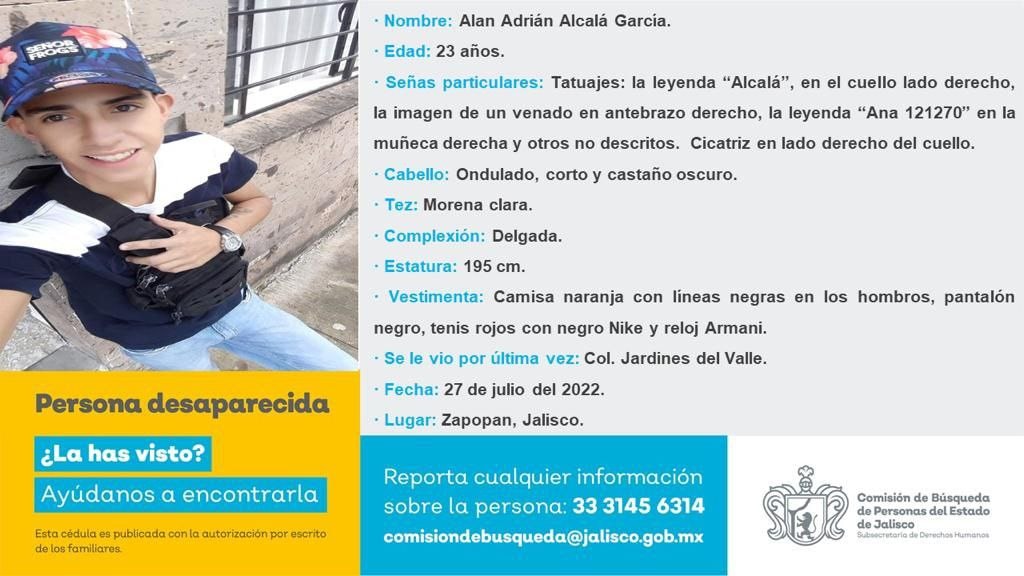 SEÑOR
FROG'S
· Nombre: Alan Adrián Alcalá García.
· Edad: 23 años.
· Señas particulares: Tatuajes: la leyenda “Alcalá”, en el cuello lado derecho,
la imagen de un venado en antebrazo derecho, la leyenda “Ana 121270” en la
muñeca derecha y otros no descritos. Cicatriz en lado derecho del cuello.
· Cabello: Ondulado, corto y castaño oscuro.
· Tez: Morena clara.
· Complexión: Delgada.
· Estatura: 195 cm.
· Vestimenta: Camisa naranja con líneas negras en los hombros, pantalón
negro, tenis rojos con negro Nike y reloj Armani.
· Se le vio por última vez: Col. Jardines del Valle.
· Fecha: 27 de julio del 2022.
· Lugar: Zapopan, Jalisco.
Persona desaparecida
¿La has visto?
Ayúdanos a encontrarla
Esta cédula es publicada con la autorización por escrito
de los familiares.
Reporta cualquier información
sobre la persona: 33 3145 6314
comisiondebusqueda@jalisco.gob.mx
Comisión de Búsqueda
de Personas del Estado
de Jalisco
Subsecretaría de Derechos Humanos